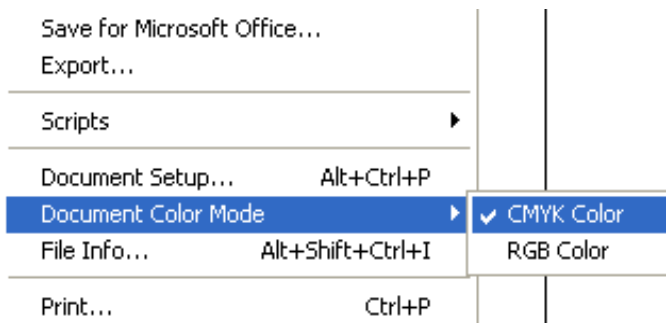 Save for Microsoft Office...
Export...
Scripts
Document Setup... Alt+Ctrl+P
Document Color Mode CMYK Color
File Info... Alt+Shift+Ctrl+I RGB Color
Print... Ctrl+P